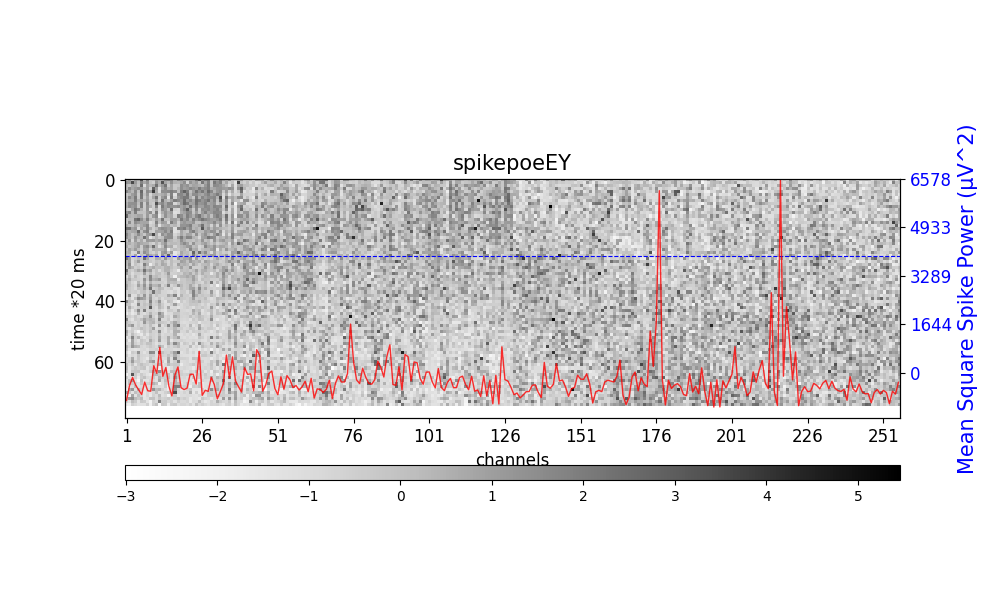 spikepoeEY
0
20
40
60
time *20 ms
6578
4933
3289
1644
0
Mean Square Spike Power (μV^2)
1 26 51 76 101 126 151 176 201 226 251
channels
−3 −2 −1 0 1 2 3 4 5